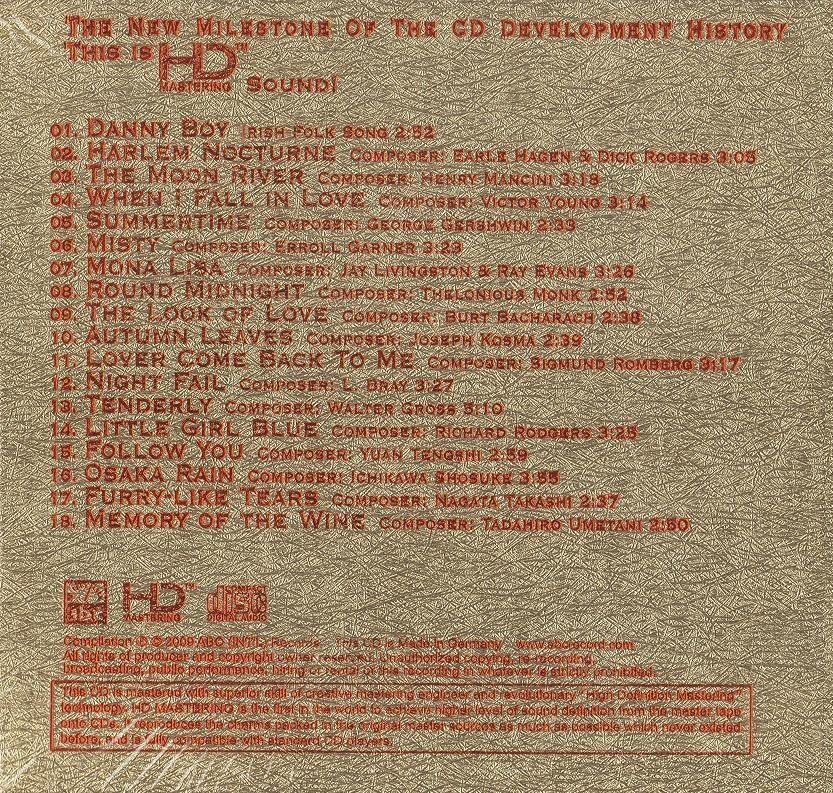 The New Milestone Of The CD Development History
This is HD™ MASTERING Sound!
01. Danny Boy Irish Folk Song 2:52
02. Harlem Nocturne Composer: Earle Hagen & Dick Rogers 3:05
03. The Moon River Composer: Henry Mancini 3:18
04. When I Fall in Love Composer: Victor Young 3:14
05. Summertime Composer: George Gershwin 2:33
06. Misty Composer: Erroll Garner 3:23
07. Mona Lisa Composer: Jay Livingston & Ray Evans 3:26
08. Round Midnight Composer: Thelonious Monk 2:52
09. The Look of Love Composer: Burt Bacharach 2:38
10. Autumn Leaves Composer: Joseph Kosma 2:39
11. Lover Come Back To Me Composer: Sigmund Romberg 3:17
12. Night Fail Composer: L. Bray 3:27
13. Tenderly Composer: Walter Gross 5:10
14. Little Girl Blue Composer: Richard Rodgers 3:25
15. Follow You Composer: Yuan Tengshi 2:59
16. Osaka Rain Composer: Ichikawa Shosuke 3:55
17. Furry-Like Tears Composer: Nagata Takashi 2:37
18. Memory of the Wine Composer: Tadahiro Umetani 2:50
ABC HD™ MASTERING COMPACT disc DIGITAL AUDIO
Compilation ℗ © 2009 ABC (INT'L) Records This CD is Made in Germany www.abcrecord.com
All rights of producer and copyright owner reserved. Unauthorized copying, re-recording,
broadcasting, public performance, hiring or rental of this recording in whatever is strictly prohibited.
This CD is mastered with superior skill of creative mastering engineer and revolutionary "High Definition Mastering"
technology. HD MASTERING is the first in the world to achieve higher level of sound definition from the master tape
onto CDs. It reproduces the charms packed in the original master sources as much as possible which never existed
before, and is fully compatible with standard CD players.